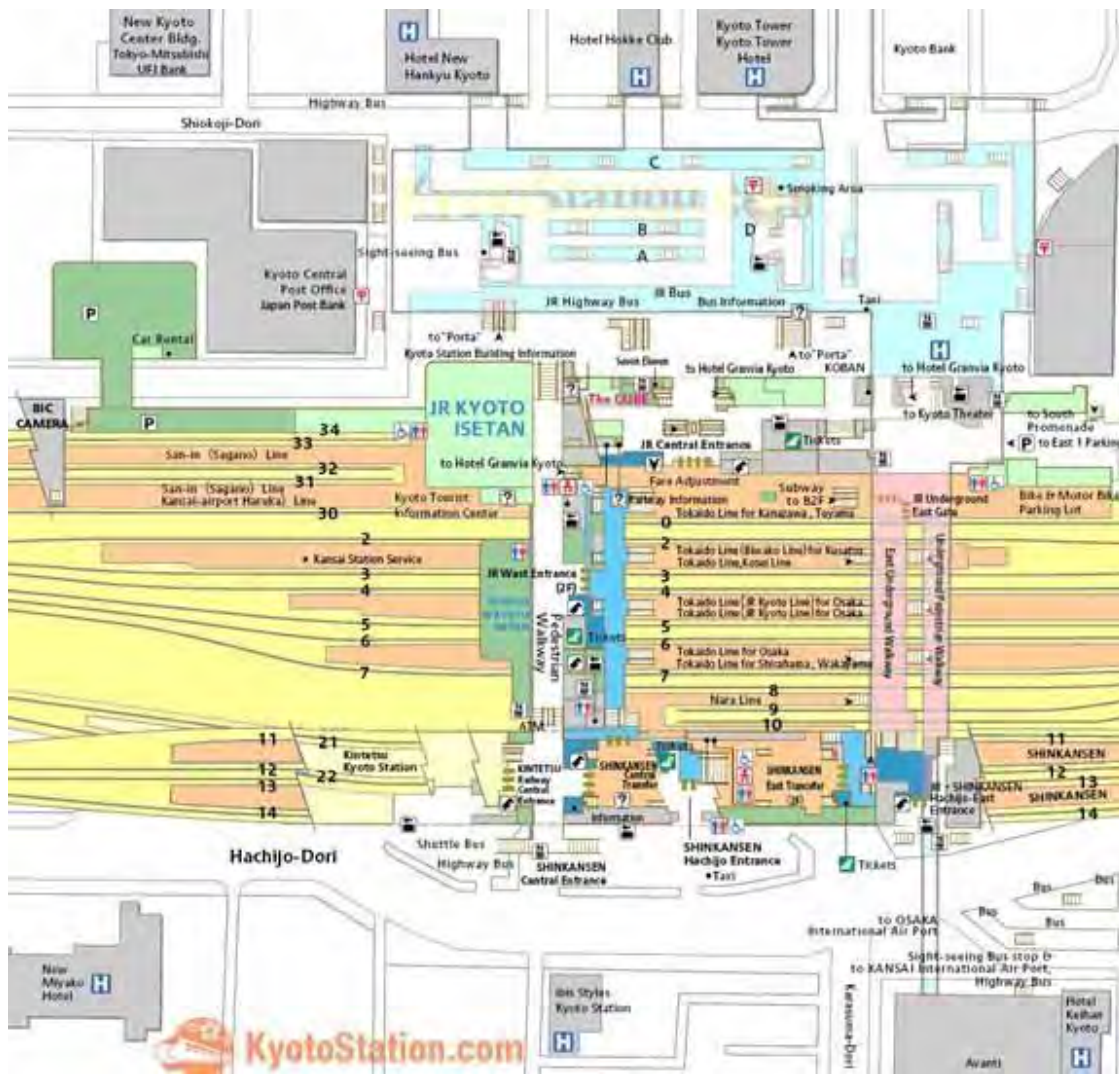 New Kyoto
Center Bldg.
Tokyo-Mitsubishi
UFJ Bank
H
Hotel New
Hankyu Kyoto
Hotel Hokke Club
H
Kyoto Tower
Kyoto Tower
Hotel
H
Kyoto Bank
Highway Bus
Shiokoji-Dori
C
Smoking Area
B
D
A
Sight-seeing Bus
Kyoto Central
Post Office
Japan Post Bank
P
Car Rental
JR Bus
JR Highway Bus
Bus Information
?
Taxi
to "Porta"
Kyoto Station Building Information
Seven Eleven
to "Porta"
KOBAN
H
to Hotel Granvia Kyoto
to Hotel Granvia Kyoto
BIC
CAMERA
P
JR KYOTO
ISETAN
?
The CUBE
to Kyoto Theater
to South
Promenade
P to East 1 Parking
JR Central Entrance
Tickets
34
33
San-in (Sagano) Line
32
31
San-in (Sagano) Line
Kansai-airport Haruka) Line
30
to Hotel Granvia Kyoto
Fare Adjustment
Kyoto Tourist
Information Center
?
?
Railway Information
Subway
to B2F
JR Underground
East Gate
Bike & Motor Bike
Parking Lot
0
Tokaido Line for Kanazawa, Toyama
2
Kansai Station Service
3
4
5
6
7
JR West Entrance
(2F)
Pedestrian
Walkway
Tickets
2
Tokaido Line (Biwako Line) for Kusatsu
Tokaido Line, Kosei Line
3
4
Tokaido Line [JR Kyoto Line] for Osaka
Tokaido Line [JR Kyoto Line] for Osaka
5
6
Tokaido Line for Osaka
Tokaido Line for Shirahama, Wakayama
7
8
Nara Line
9
10
East Underground Walkway
Underground Pedestrian Walkway
ATM
11
21
12
22
13
14
Kintetsu
Kyoto Station
KINTETSU
Railway
Central
Entrance
SHINKANSEN
Central
Transfer
?
Information
Tickets
SHINKANSEN
East Transfer
(2F)
11
SHINKANSEN
12
13
SHINKANSEN
14
JR • SHINKANSEN
Hachijo-East
Entrance
Hachijo-Dori
Shuttle Bus
Highway Bus
SHINKANSEN
Central Entrance
SHINKANSEN
Hachijo Entrance
Taxi
Tickets
Bus
Bus
Bus
Bus
to OSAKA
International Air Port
Sight-seeing Bus stop &
to KANSAI International Air Port,
Highway Bus
New
Miyako
Hotel
H
ibis Styles
Kyoto Station
H
Karasuma-Dori
Avanti
Hotel
Keihan
Kyoto
H
KyotoStation.com